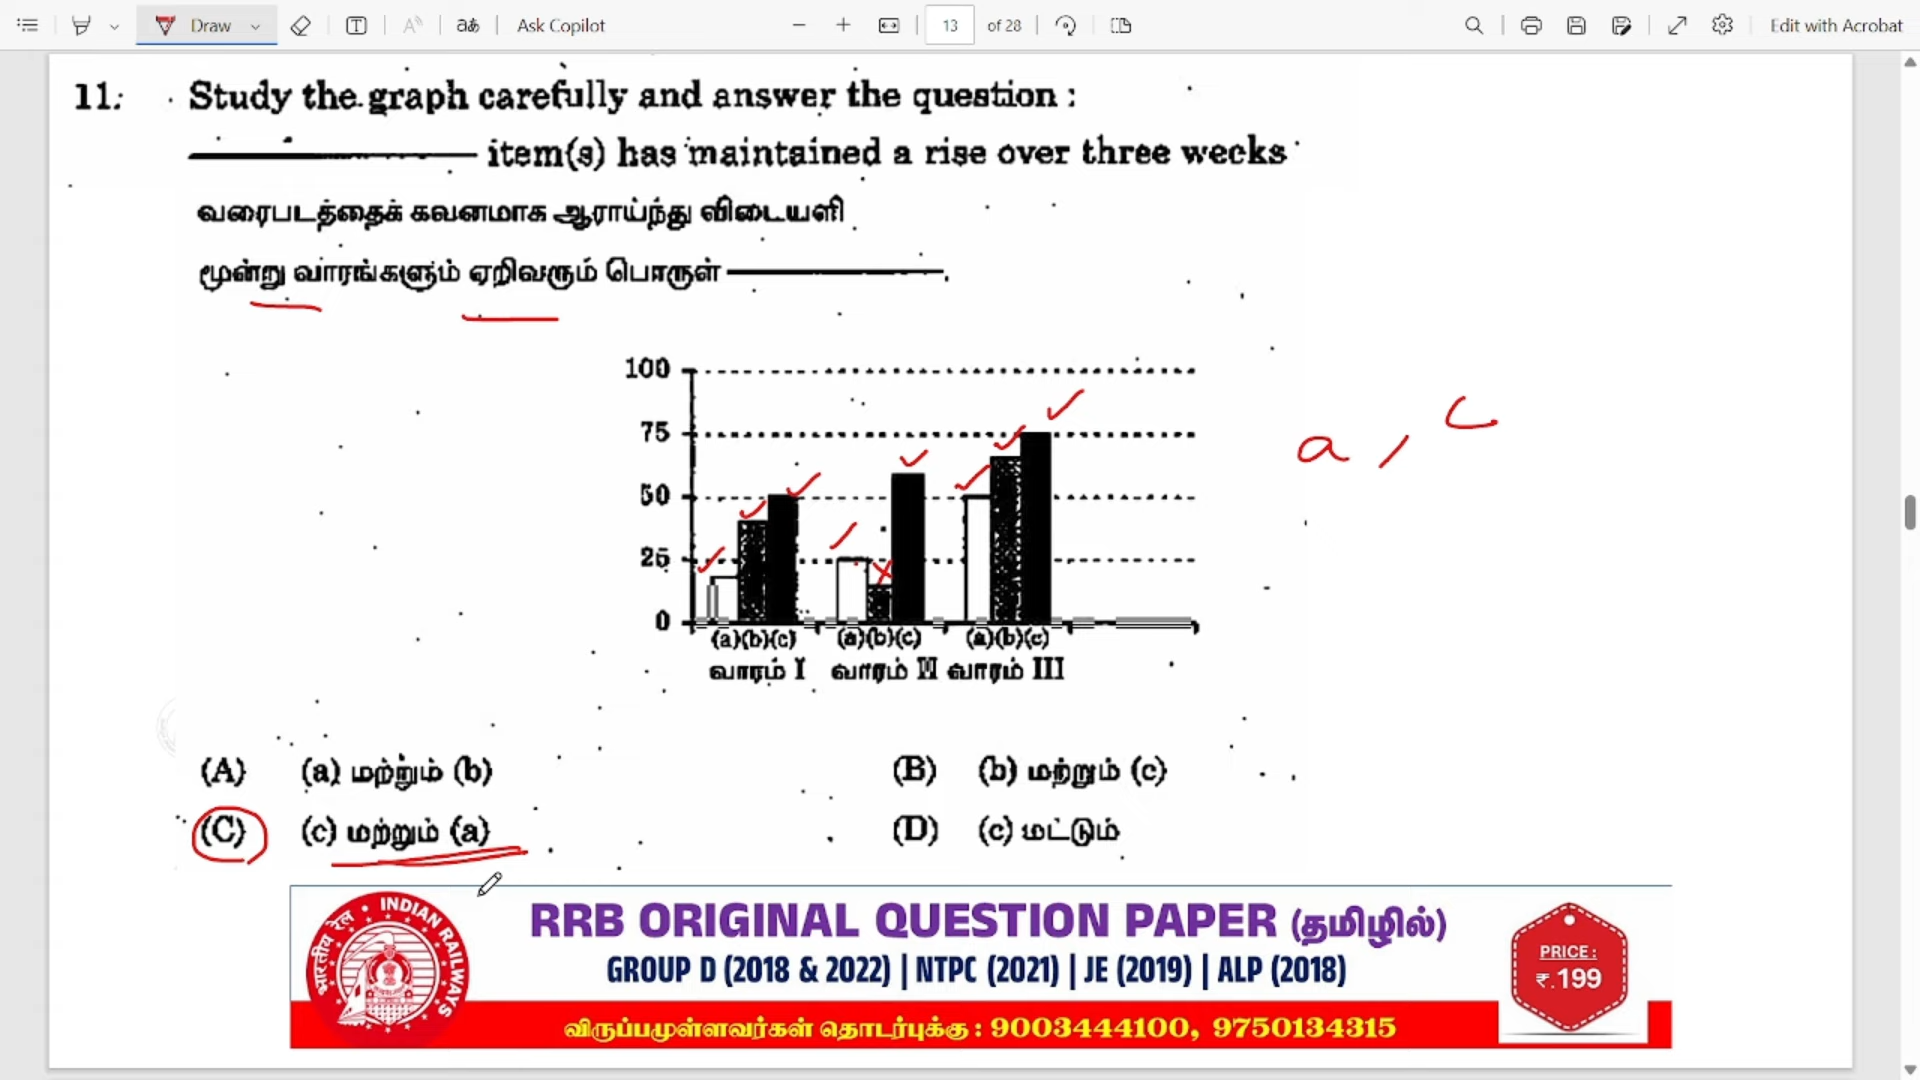 Draw
Ask Copilot
13 of 28
Edit with Acrobat
11. Study the graph carefully and answer the question :
item(s) has maintained a rise over three weeks
வரைபடத்தைக் கவனமாக ஆராய்ந்து விடையளி
மூன்று வாரங்களும் ஏறிவரும் பொருள் .
100
75
50
25
0
(a)(b)(c) (a)(b)(c) (a)(b)(c)
வாரம் I வாரம் II வாரம் III
a, c
(A) (a) மற்றும் (b)
(B) (b) மற்றும் (c)
(C) (c) மற்றும் (a)
(D) (c) மட்டும்
भारतीय रेल • INDIAN RAILWAYS
RRB ORIGINAL QUESTION PAPER (தமிழில்)
GROUP D (2018 & 2022) | NTPC (2021) | JE (2019) | ALP (2018)
PRICE :
₹.199
விருப்பமுள்ளவர்கள் தொடர்புக்கு : 9003444100, 9750134315